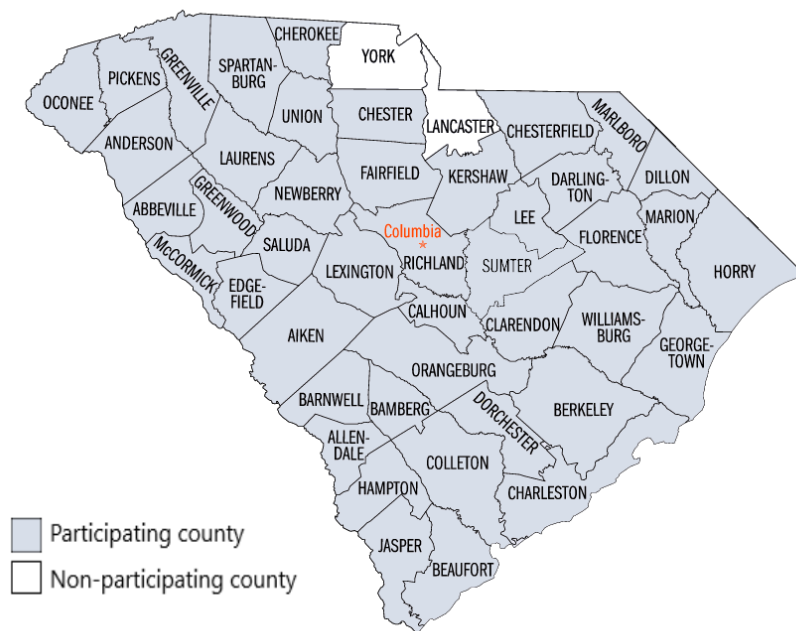 CHEROKEE
YORK
SPARTAN-
BURG
GREENVILLE
PICKENS
OCONEE
UNION
CHESTER
LANCASTER
CHESTERFIELD
MARLBORO
ANDERSON
LAURENS
FAIRFIELD
KERSHAW
DARLING-
TON
DILLON
NEWBERRY
GREENWOOD
ABBEVILLE
LEE
MARION
Columbia
*
FLORENCE
SALUDA
McCORMICK
LEXINGTON
RICHLAND
SUMTER
HORRY
EDGE-
FIELD
CALHOUN
CLARENDON
WILLIAMS-
BURG
AIKEN
GEORGE-
TOWN
ORANGEBURG
BARNWELL
BAMBERG
DORCHESTER
BERKELEY
ALLEN-
DALE
COLLETON
HAMPTON
CHARLESTON
JASPER
BEAUFORT
Participating county
Non-participating county